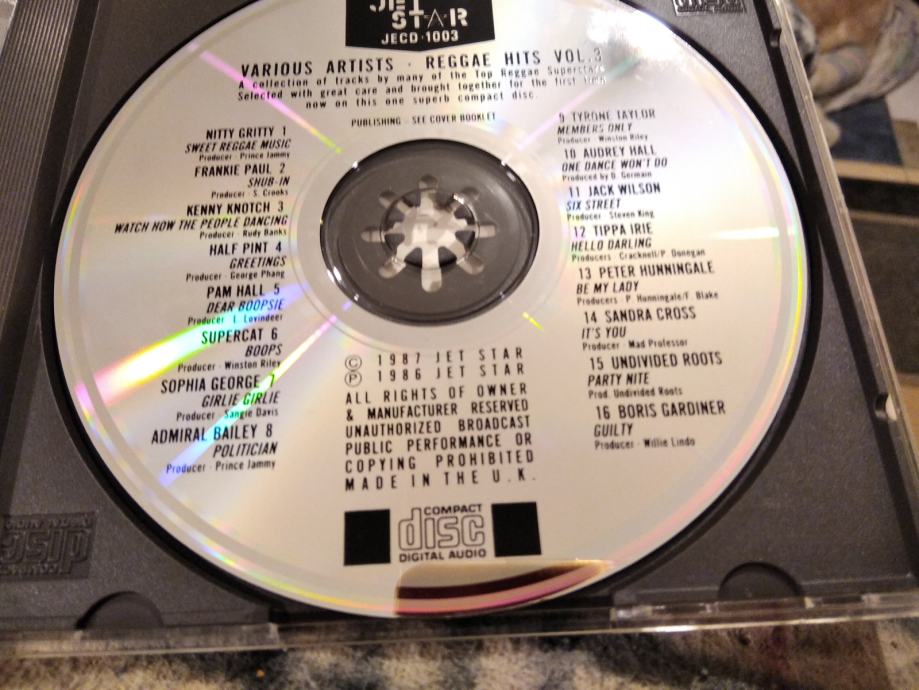 JET
STAR
JECD·1003
VARIOUS ARTISTS · REGGAE HITS VOL.3
A collection of tracks by many of the Top Reggae Superstars
Selected with great care and brought together for the first time
now on this one superb compact disc.
PUBLISHING - SEE COVER BOOKLET
NITTY GRITTY 1
SWEET REGGAE MUSIC
Producer · Prince Jammy
FRANKIE PAUL 2
SHUB-IN
Producer · S. Crooks
KENNY KNOTCH 3
WATCH HOW THE PEOPLE DANCING
Producer · Rudy Banks
HALF PINT 4
GREETINGS
Producer · George Phang
PAM HALL 5
DEAR BOOPSIE
Producer · L. Lovindeer
SUPERCAT 6
BOOPS
Producer · Winston Riley
SOPHIA GEORGE 7
GIRLIE GIRLIE
Producer · Sangie Davis
ADMIRAL BAILEY 8
POLITICIAN
Producer · Prince Jammy
9 TYRONE TAYLOR
MEMBERS ONLY
Producer · Winston Riley
10 AUDREY HALL
ONE DANCE WON'T DO
Produced by D. Germain
11 JACK WILSON
SIX STREET
Producer · Steven King
12 TIPPA IRIE
HELLO DARLING
Producers · Cracknell/P. Donegan
13 PETER HUNNINGALE
BE MY LADY
Producers · P. Hunningale/F. Blake
14 SANDRA CROSS
IT'S YOU
Producer · Mad Professor
15 UNDIVIDED ROOTS
PARTY NITE
Prod. Undivided Roots
16 BORIS GARDINER
GUILTY
Producer · Willie Lindo
© 1987 JET STAR
℗ 1986 JET STAR
ALL RIGHTS OF OWNER
& MANUFACTURER RESERVED
UNAUTHORIZED BROADCAST
PUBLIC PERFORMANCE OR
COPYING PROHIBITED
MADE IN THE U.K.
COMPACT
disc
DIGITAL AUDIO